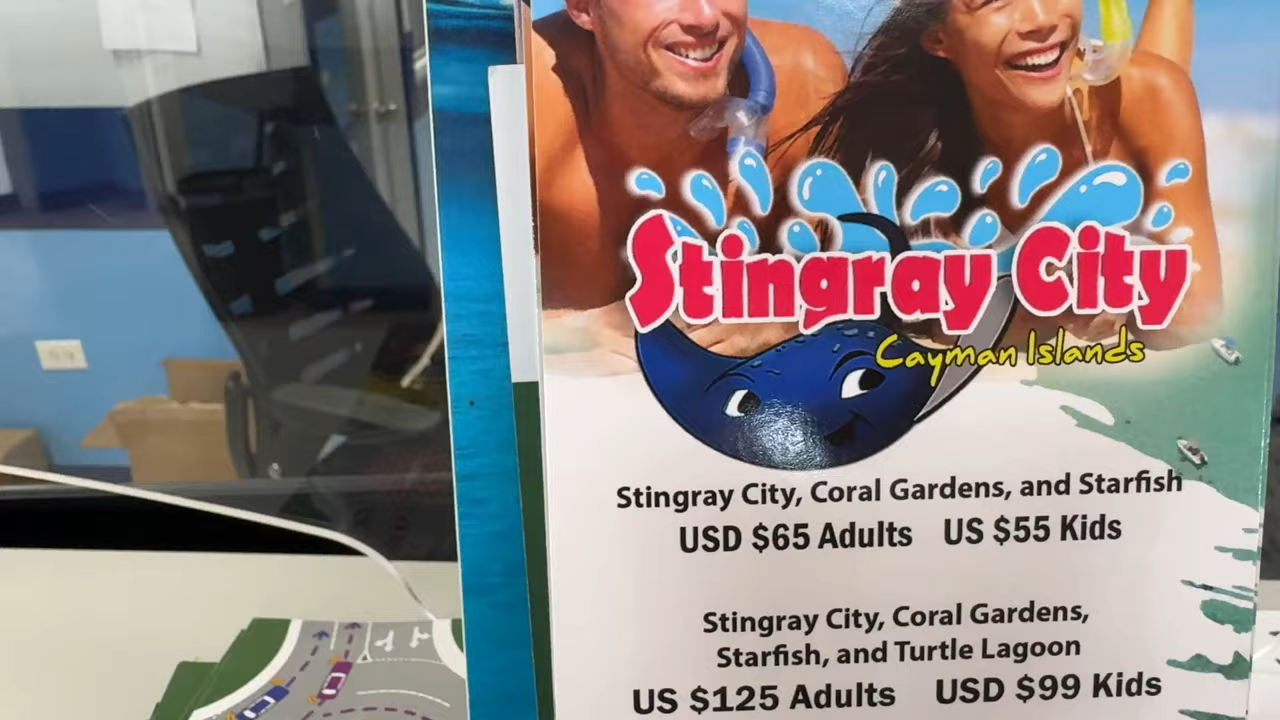 Stingray City
Cayman Islands
Stingray City, Coral Gardens, and Starfish
USD $65 Adults US $55 Kids
Stingray City, Coral Gardens,
Starfish, and Turtle Lagoon
US $125 Adults USD $99 Kids